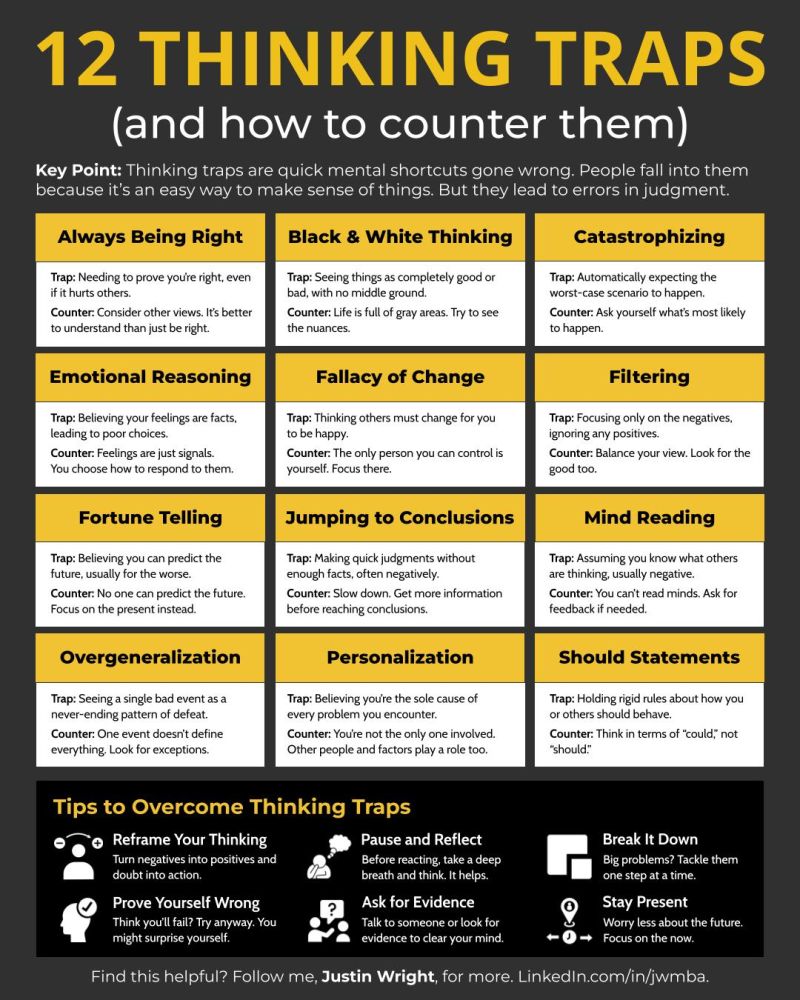 12 THINKING TRAPS
(and how to counter them)
Key Point: Thinking traps are quick mental shortcuts gone wrong. People fall into them
because it's an easy way to make sense of things. But they lead to errors in judgment.
Always Being Right
Trap: Needing to prove you're right, even
if it hurts others.
Counter: Consider other views. It's better
to understand than just be right.
Black & White Thinking
Trap: Seeing things as completely good or
bad, with no middle ground.
Counter: Life is full of gray areas. Try to see
the nuances.
Catastrophizing
Trap: Automatically expecting the
worst-case scenario to happen.
Counter: Ask yourself what's most likely
to happen.
Emotional Reasoning
Trap: Believing your feelings are facts,
leading to poor choices.
Counter: Feelings are just signals.
You choose how to respond to them.
Fallacy of Change
Trap: Thinking others must change for you
to be happy.
Counter: The only person you can control is
yourself. Focus there.
Filtering
Trap: Focusing only on the negatives,
ignoring any positives.
Counter: Balance your view. Look for the
good too.
Fortune Telling
Trap: Believing you can predict the
future, usually for the worse.
Counter: No one can predict the future.
Focus on the present instead.
Jumping to Conclusions
Trap: Making quick judgments without
enough facts, often negatively.
Counter: Slow down. Get more information
before reaching conclusions.
Mind Reading
Trap: Assuming you know what others
are thinking, usually negative.
Counter: You can't read minds. Ask for
feedback if needed.
Overgeneralization
Trap: Seeing a single bad event as a
never-ending pattern of defeat.
Counter: One event doesn't define
everything. Look for exceptions.
Personalization
Trap: Believing you're the sole cause of
every problem you encounter.
Counter: You're not the only one involved.
Other people and factors play a role too.
Should Statements
Trap: Holding rigid rules about how you
or others should behave.
Counter: Think in terms of "could," not
"should."
Tips to Overcome Thinking Traps
Reframe Your Thinking
Turn negatives into positives and
doubt into action.
Pause and Reflect
Before reacting, take a deep
breath and think. It helps.
Break It Down
Big problems? Tackle them
one step at a time.
Prove Yourself Wrong
Think you'll fail? Try anyway. You
might surprise yourself.
Ask for Evidence
Talk to someone or look for
evidence to clear your mind.
Stay Present
Worry less about the future.
Focus on the now.
Find this helpful? Follow me, Justin Wright, for more. LinkedIn.com/in/jwmba.